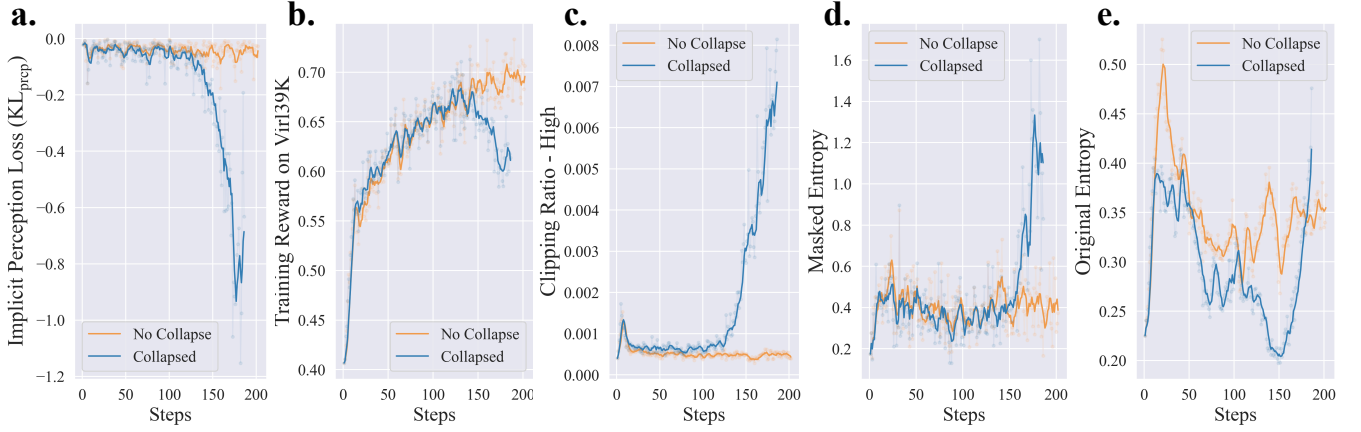 a.
Implicit Perception Loss (KLprcp)
0.0
−0.2
−0.4
−0.6
−0.8
−1.0
−1.2
No Collapse
Collapsed
0 50 100 150 200
Steps
b.
Training Reward on Virl39K
0.70
0.65
0.60
0.55
0.50
0.45
0.40
No Collapse
Collapsed
0 50 100 150 200
Steps
c.
Clipping Ratio - High
0.008
0.007
0.006
0.005
0.004
0.003
0.002
0.001
0.000
No Collapse
Collapsed
0 50 100 150 200
Steps
d.
Masked Entropy
1.6
1.4
1.2
1.0
0.8
0.6
0.4
0.2
No Collapse
Collapsed
0 50 100 150 200
Steps
e.
Original Entropy
0.50
0.45
0.40
0.35
0.30
0.25
0.20
No Collapse
Collapsed
0 50 100 150 200
Steps